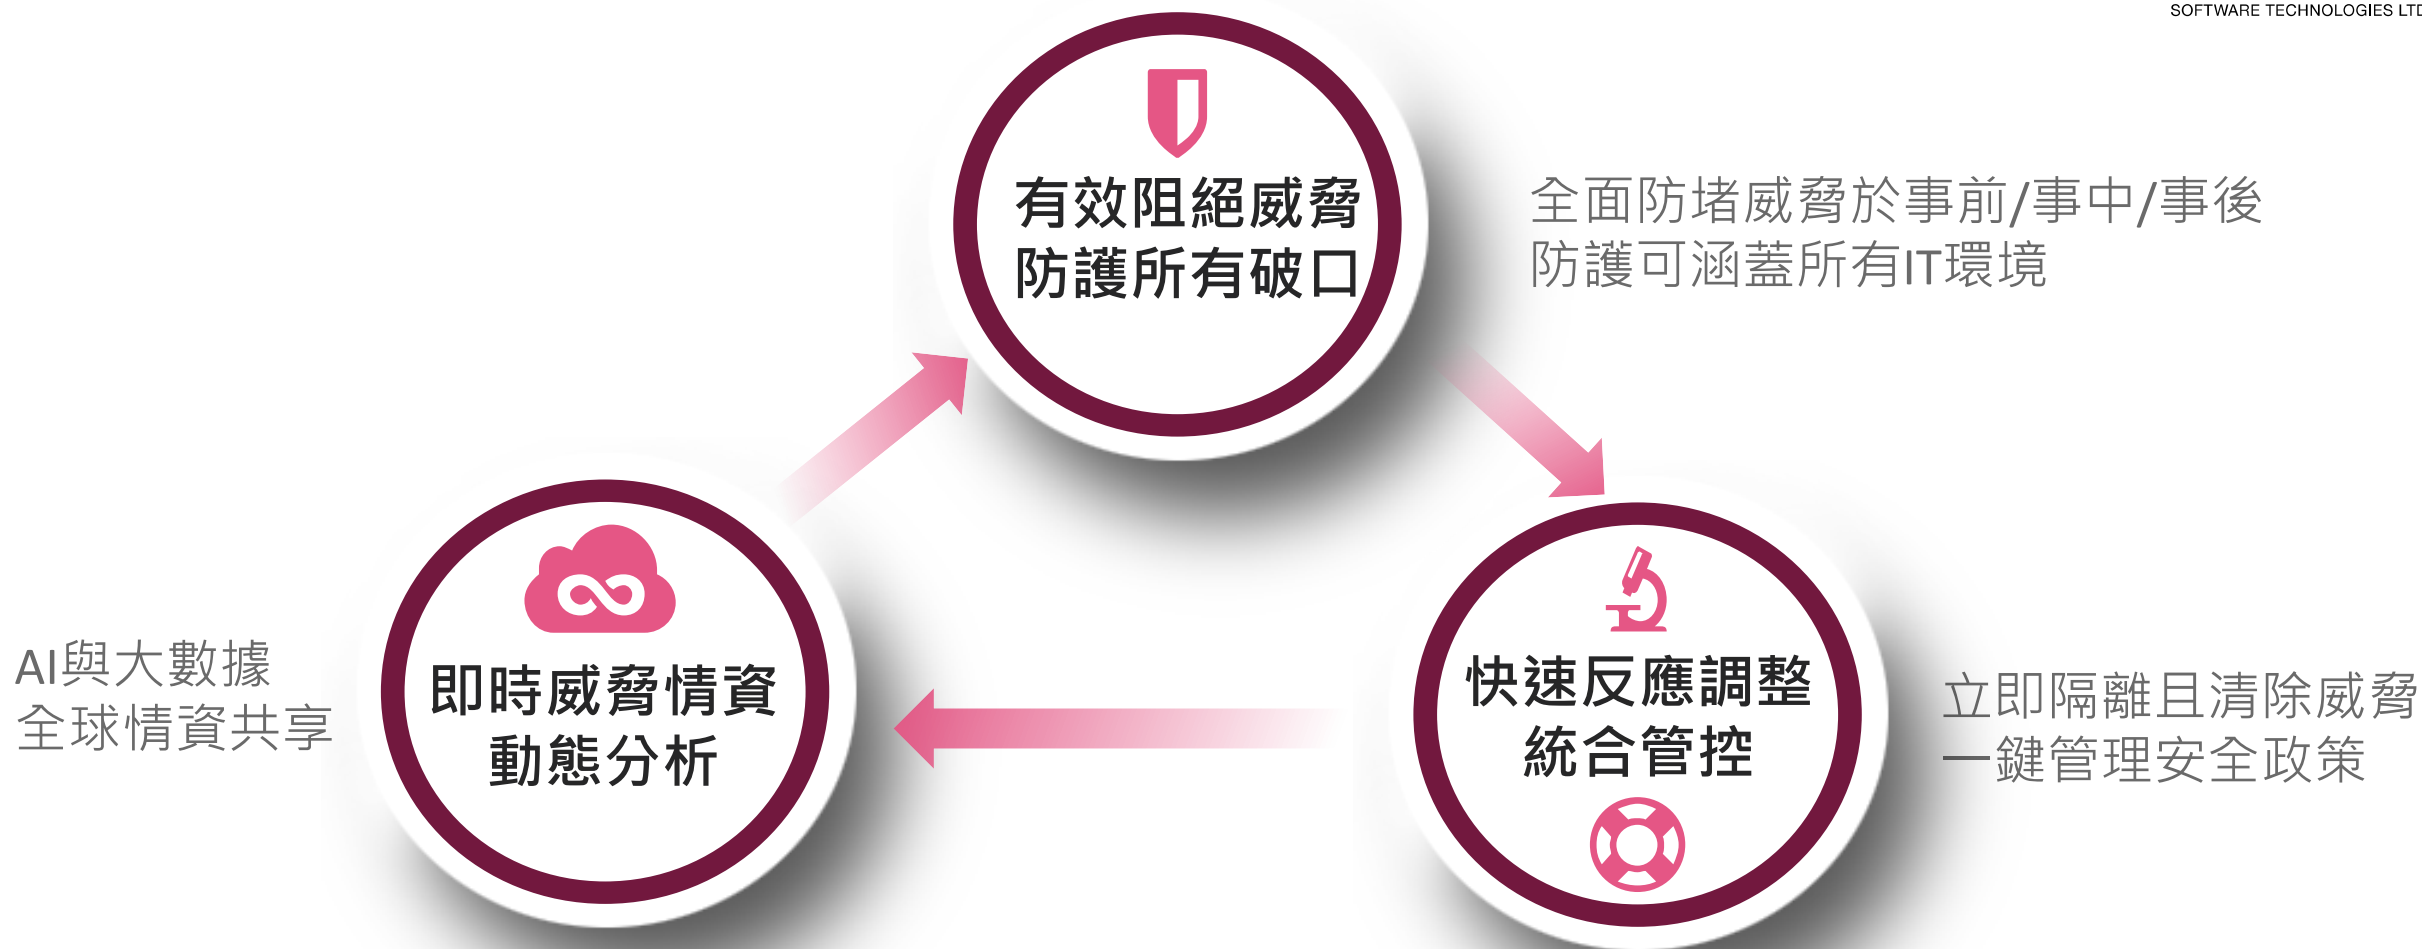 SOFTWARE TECHNOLOGIES LTD
有效阻絕威脅
防護所有破口
全面防堵威脅於事前/事中/事後
防護可涵蓋所有IT環境
AI與大數據
全球情資共享
即時威脅情資
動態分析
快速反應調整
統合管控
立即隔離且清除威脅
一鍵管理安全政策